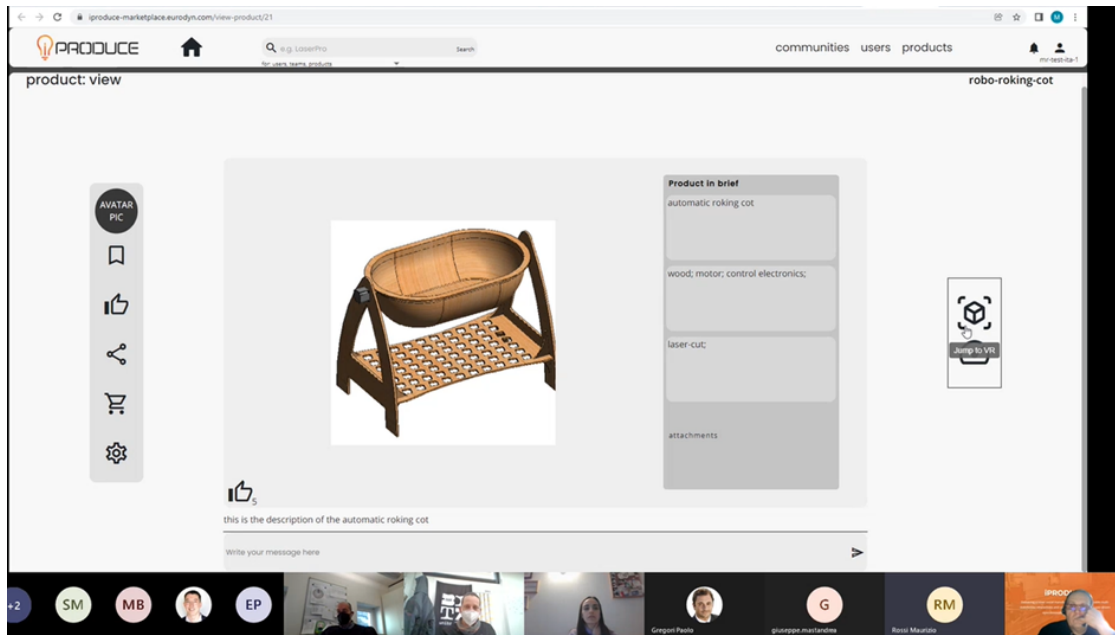 iproduce-marketplace.eurodyn.com/view-product/21
M
PRODUCE
e.g. LaserPro
Search
for: users, teams, products
communities users products
mr-test-ita-1
product: view
robo-roking-cot
AVATAR
PIC
Product in brief
automatic roking cot
wood; motor; control electronics;
laser-cut;
attachments
Jump to VR
5
this is the description of the automatic roking cot
Write your message here
+2
SM
MB
EP
G
RM
Gregori Paolo
giuseppe.mastandrea
Rossi Maurizio